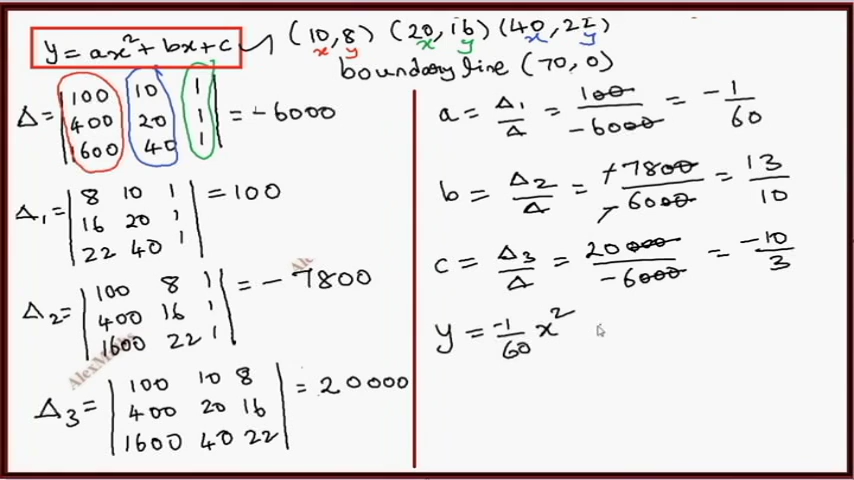 y = ax² + bx + c (10, 8) (20, 16) (40, 22)
x y x y x y
boundary line (70, 0)
Δ = | 100 10 1 | = -6000
| 400 20 1 |
| 1600 40 1 |
Δ₁ = | 8 10 1 | = 100
| 16 20 1 |
| 22 40 1 |
Δ₂ = | 100 8 1 | = -7800
| 400 16 1 |
| 1600 22 1 |
Δ₃ = | 100 10 8 | = 20000
| 400 20 16 |
| 1600 40 22 |
a = Δ₁/Δ = 100/-6000 = -1/60
b = Δ₂/Δ = -7800/-6000 = 13/10
c = Δ₃/Δ = 20000/-6000 = -10/3
y = -1/60 x²